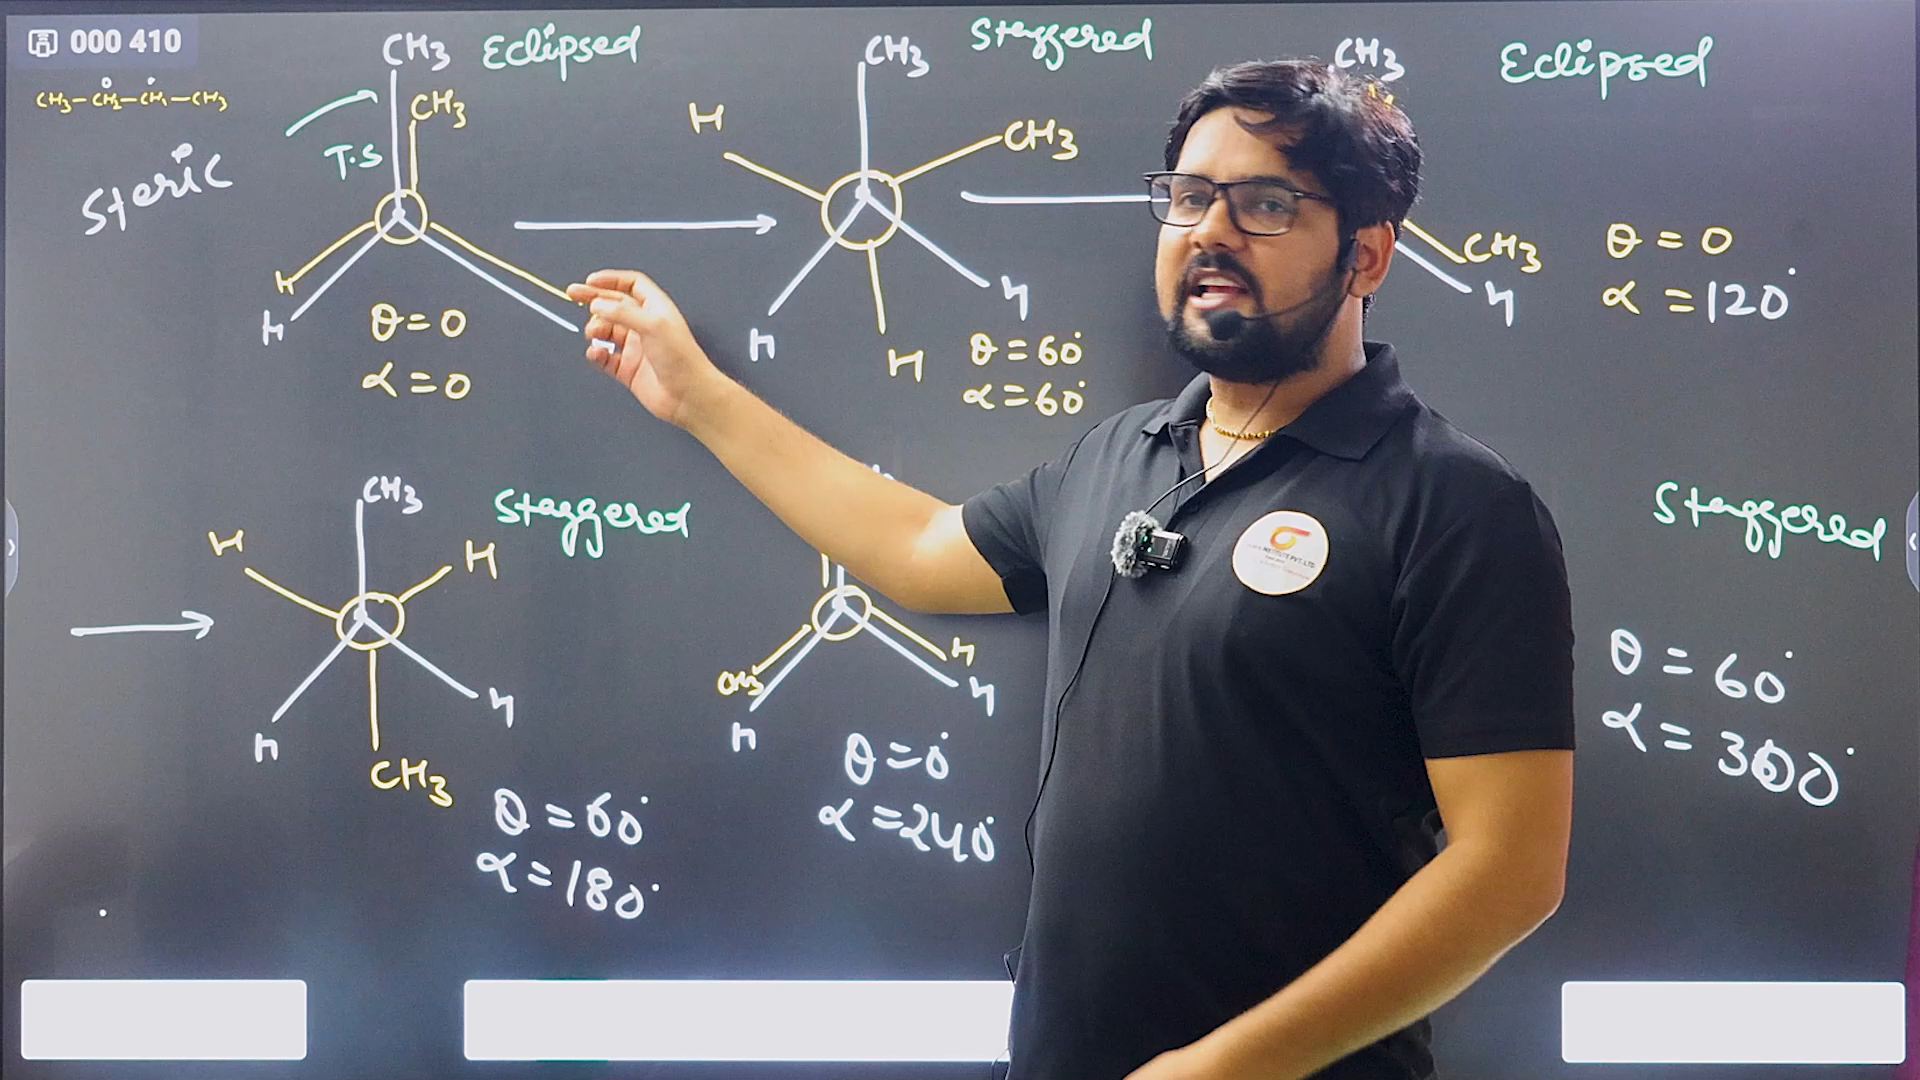 000 410
CH3-CH2-CH2-CH3
Steric
T.S
CH3
Eclipsed
CH3
H
H
θ = 0
α = 0
CH3
Staggered
H
CH3
H
H
H
θ = 60°
α = 60°
CH3
Eclipsed
CH3
H
θ = 0
α = 120°
CH3
Staggered
H
H
H
H
CH3
θ = 60°
α = 180°
CH3
H
H
H
θ = 0°
α = 240°
Staggered
θ = 60°
α = 300°